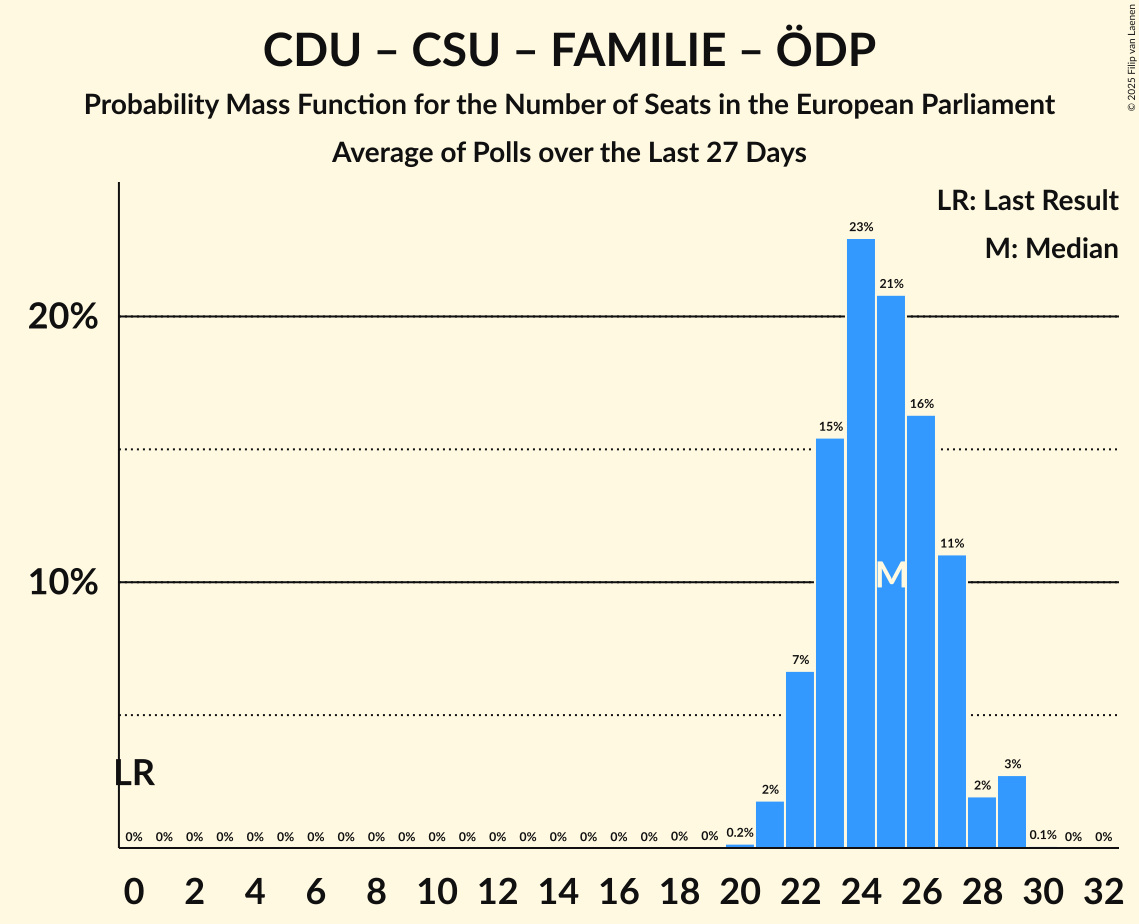 CDU – CSU – FAMILIE – ÖDP
Probability Mass Function for the Number of Seats in the European Parliament
Average of Polls over the Last 27 Days
© 2025 Filip van Laenen
LR: Last Result
M: Median
20%
10%
LR
M
0% 0% 0% 0% 0% 0% 0% 0% 0% 0% 0% 0% 0% 0% 0% 0% 0% 0% 0% 0% 0.2% 2% 7% 15% 23% 21% 16% 11% 2% 3% 0.1% 0% 0%
0 2 4 6 8 10 12 14 16 18 20 22 24 26 28 30 32